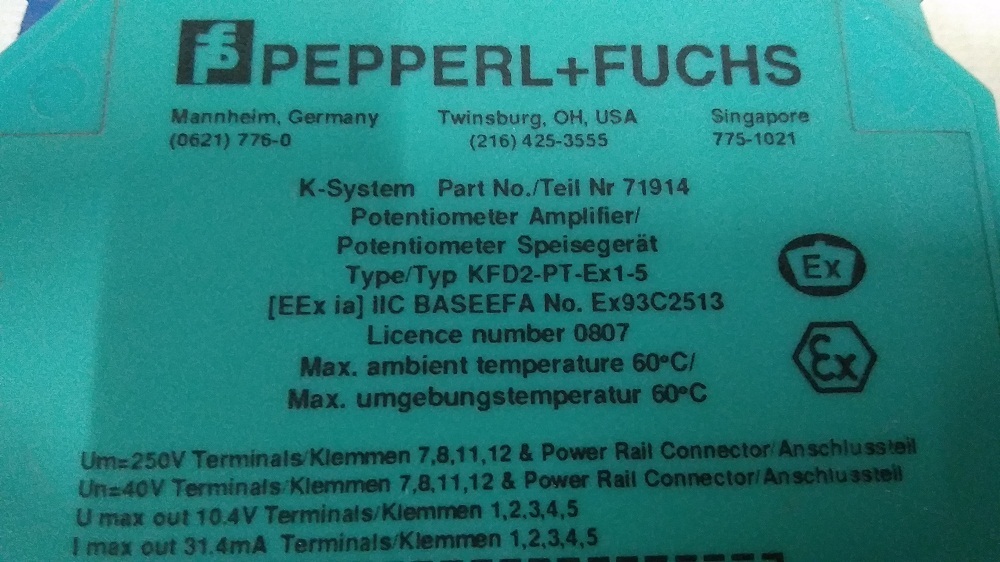 PEPPERL+FUCHS
Mannheim, Germany Twinsburg, OH, USA Singapore
(0621) 776-0 (216) 425-3555 775-1021
K-System Part No./Teil Nr 71914
Potentiometer Amplifier/
Potentiometer Speisegerät
Type/Typ KFD2-PT-Ex1-5
Ex
[EEx ia] IIC BASEEFA No. Ex93C2513
Licence number 0807
Ex
Max. ambient temperature 60°C/
Max. umgebungstemperatur 60°C
Um=250V Terminals/Klemmen 7,8,11,12 & Power Rail Connector/Anschlussteil
Un=40V Terminals/Klemmen 7,8,11,12 & Power Rail Connector/Anschlussteil
U max out 10.4V Terminals/Klemmen 1,2,3,4,5
I max out 31.4mA Terminals/Klemmen 1,2,3,4,5